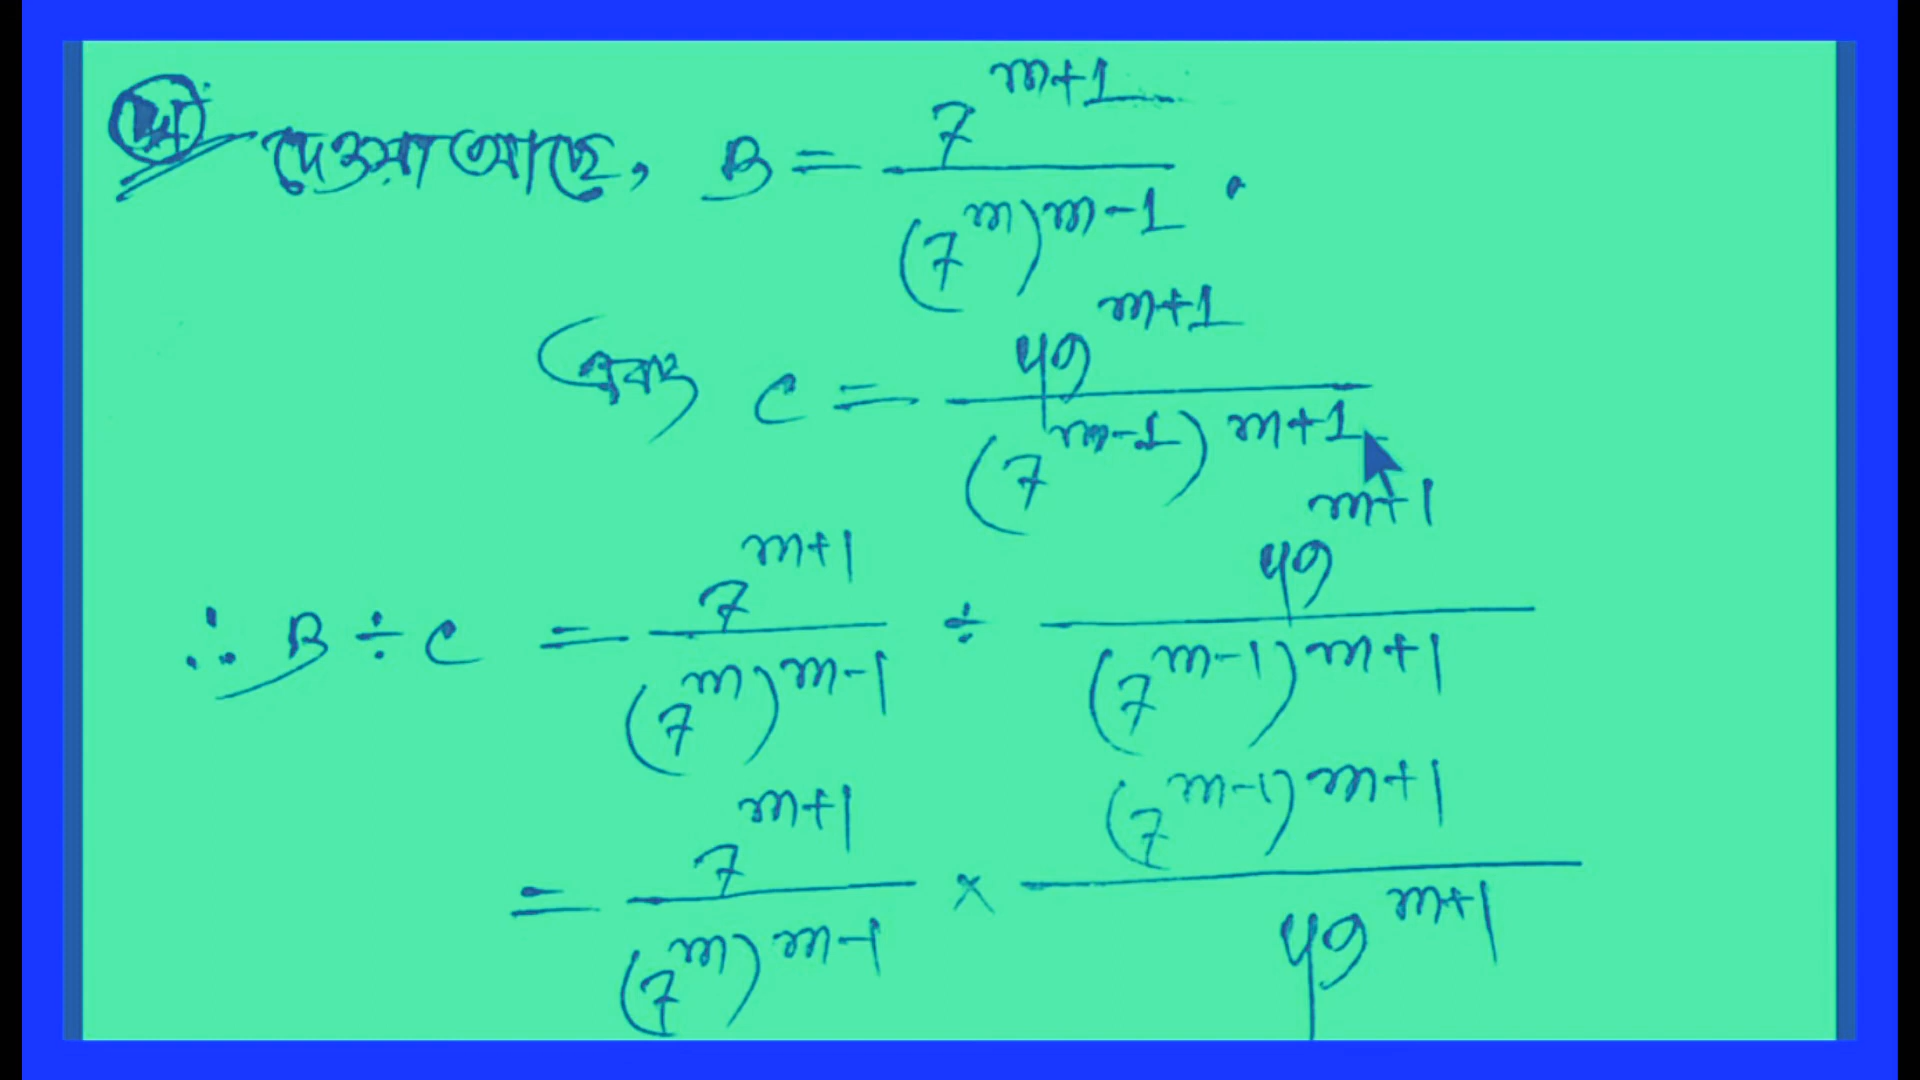 খ দেওয়া আছে, B = 7^(m+1) / (7^m)^(m-1) .
এবং C = 49^(m+1) / (7^(m-1))^(m+1)
∴ B ÷ C = 7^(m+1) / (7^m)^(m-1) ÷ 49^(m+1) / (7^(m-1))^(m+1)
= 7^(m+1) / (7^m)^(m-1) × (7^(m-1))^(m+1) / 49^(m+1)